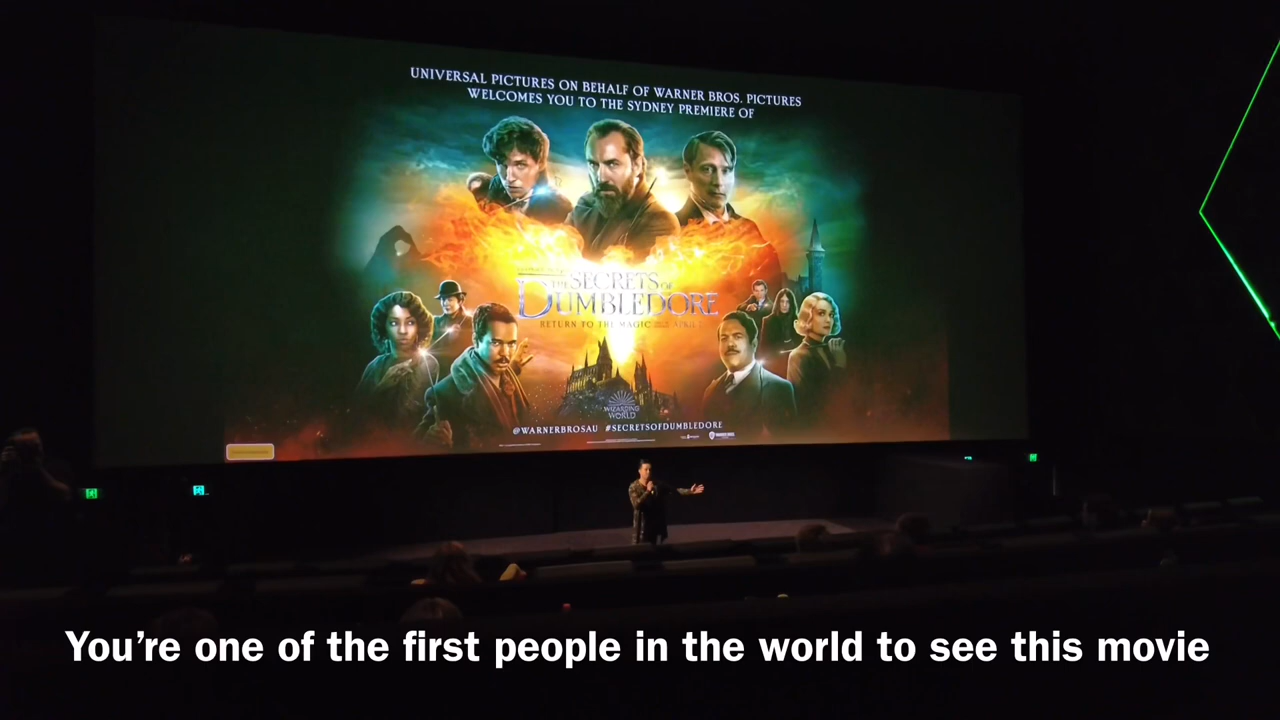 UNIVERSAL PICTURES ON BEHALF OF WARNER BROS. PICTURES
WELCOMES YOU TO THE SYDNEY PREMIERE OF
THE SECRETS OF
DUMBLEDORE
RETURN TO THE MAGIC APRIL
WIZARDING
WORLD
@WARNERBROSAU #SECRETSOFDUMBLEDORE
You're one of the first people in the world to see this movie